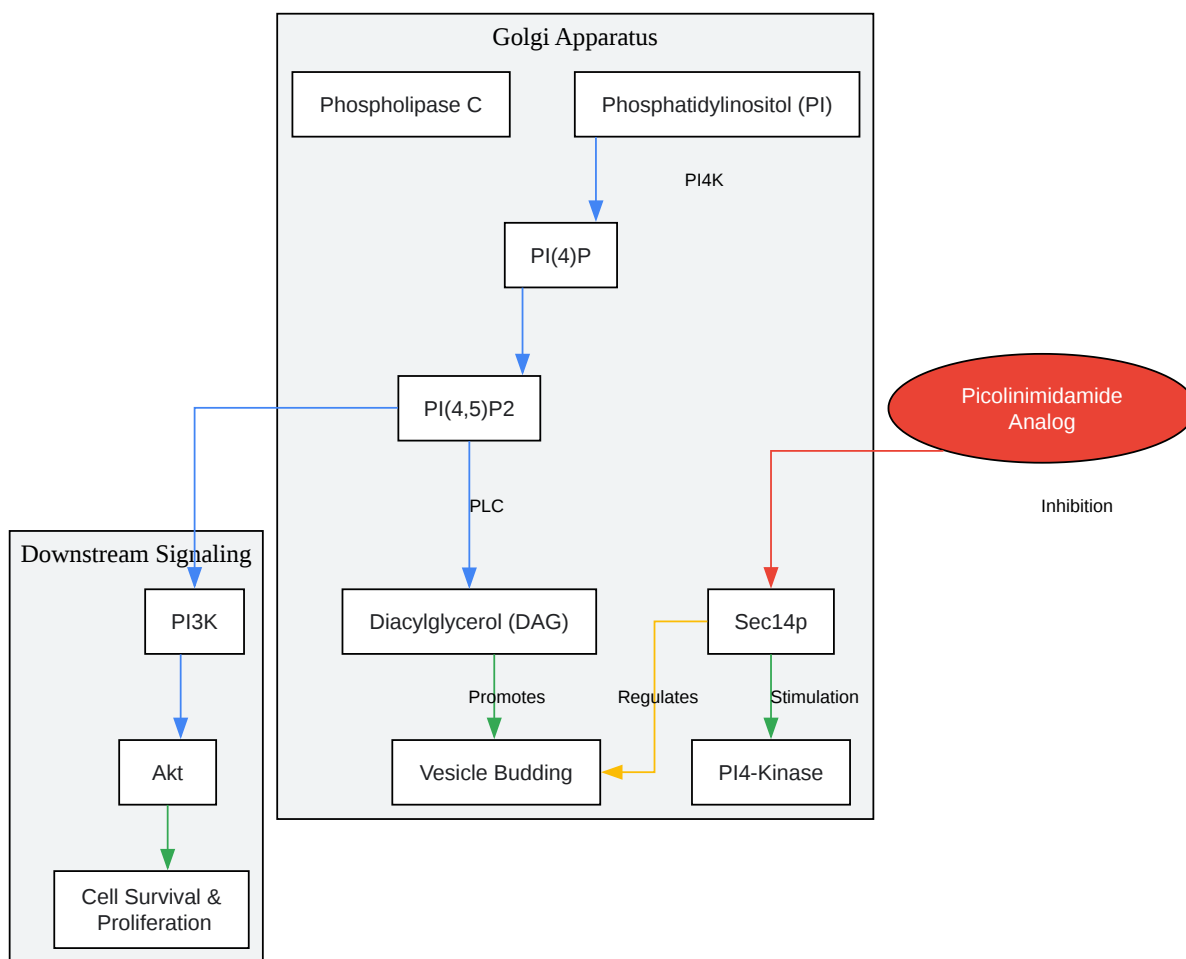 Golgi Apparatus
Phospholipase C
Phosphatidylinositol (PI)
PI4K
PI(4)P
PI(4,5)P2
Picolinimidamide
Analog
PLC
Inhibition
Downstream Signaling
PI3K
Diacylglycerol (DAG)
Sec14p
Promotes
Regulates
Stimulation
Akt
Vesicle Budding
PI4-Kinase
Cell Survival &
Proliferation